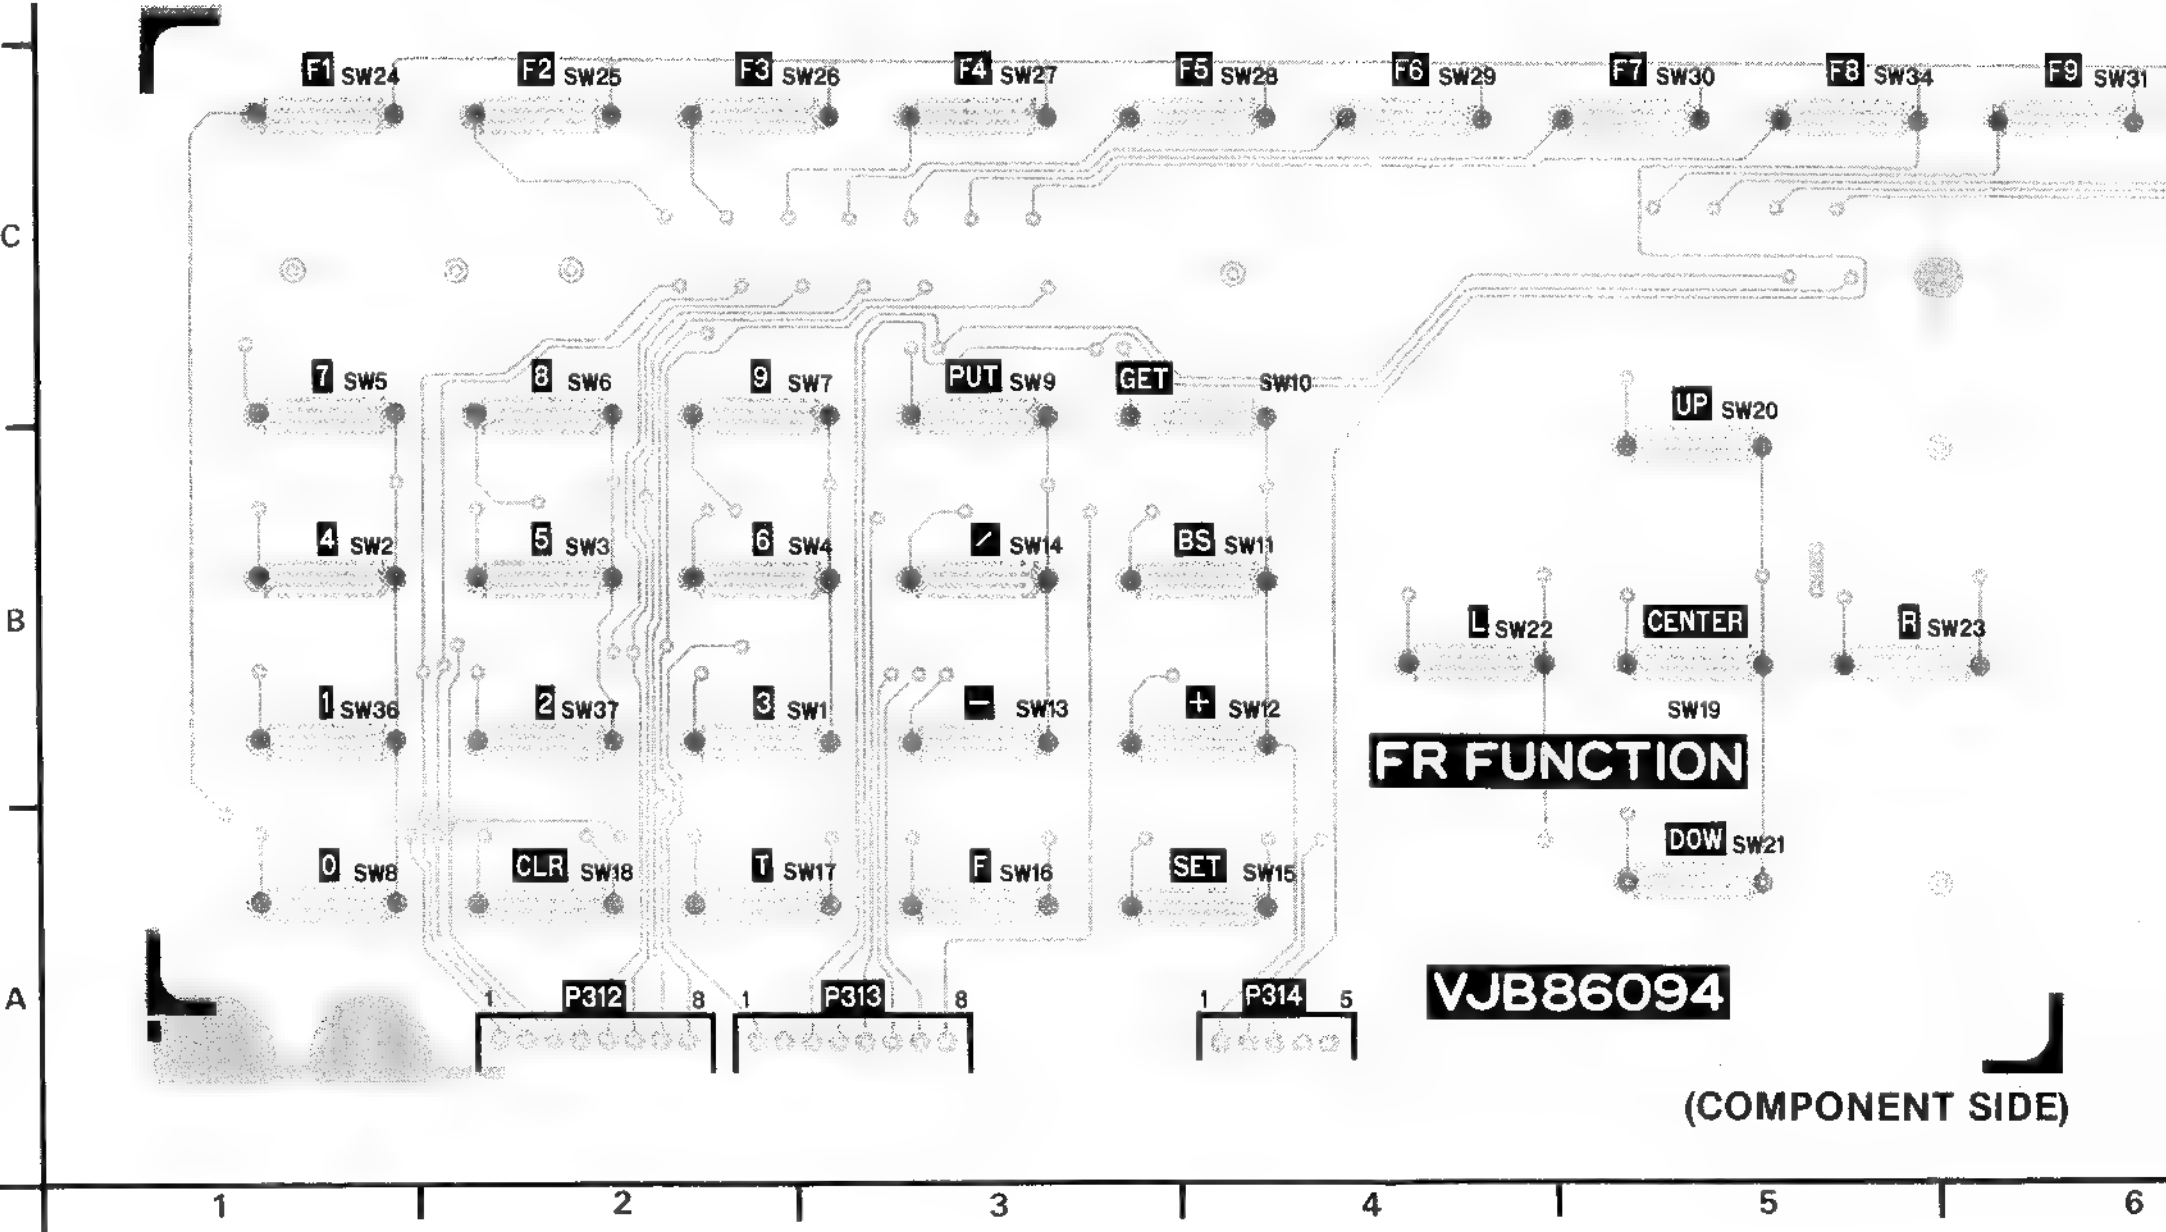 F1 SW24 F2 SW25 F3 SW26 F4 SW27 F5 SW28 F6 SW29 F7 SW30 F8 SW34 F9 SW31
C
7 SW5 8 SW6 9 SW7 PUT SW9 GET SW10
UP SW20
4 SW2 5 SW3 6 SW4 / SW14 BS SW11
B
L SW22 CENTER R SW23
1 SW36 2 SW37 3 SW1 − SW13 + SW12 SW19
FR FUNCTION
0 SW8 CLR SW18 T SW17 F SW16 SET SW15 DOW SW21
A
1 P312 8 1 P313 8 1 P314 5 VJB86094
(COMPONENT SIDE)
1 2 3 4 5 6